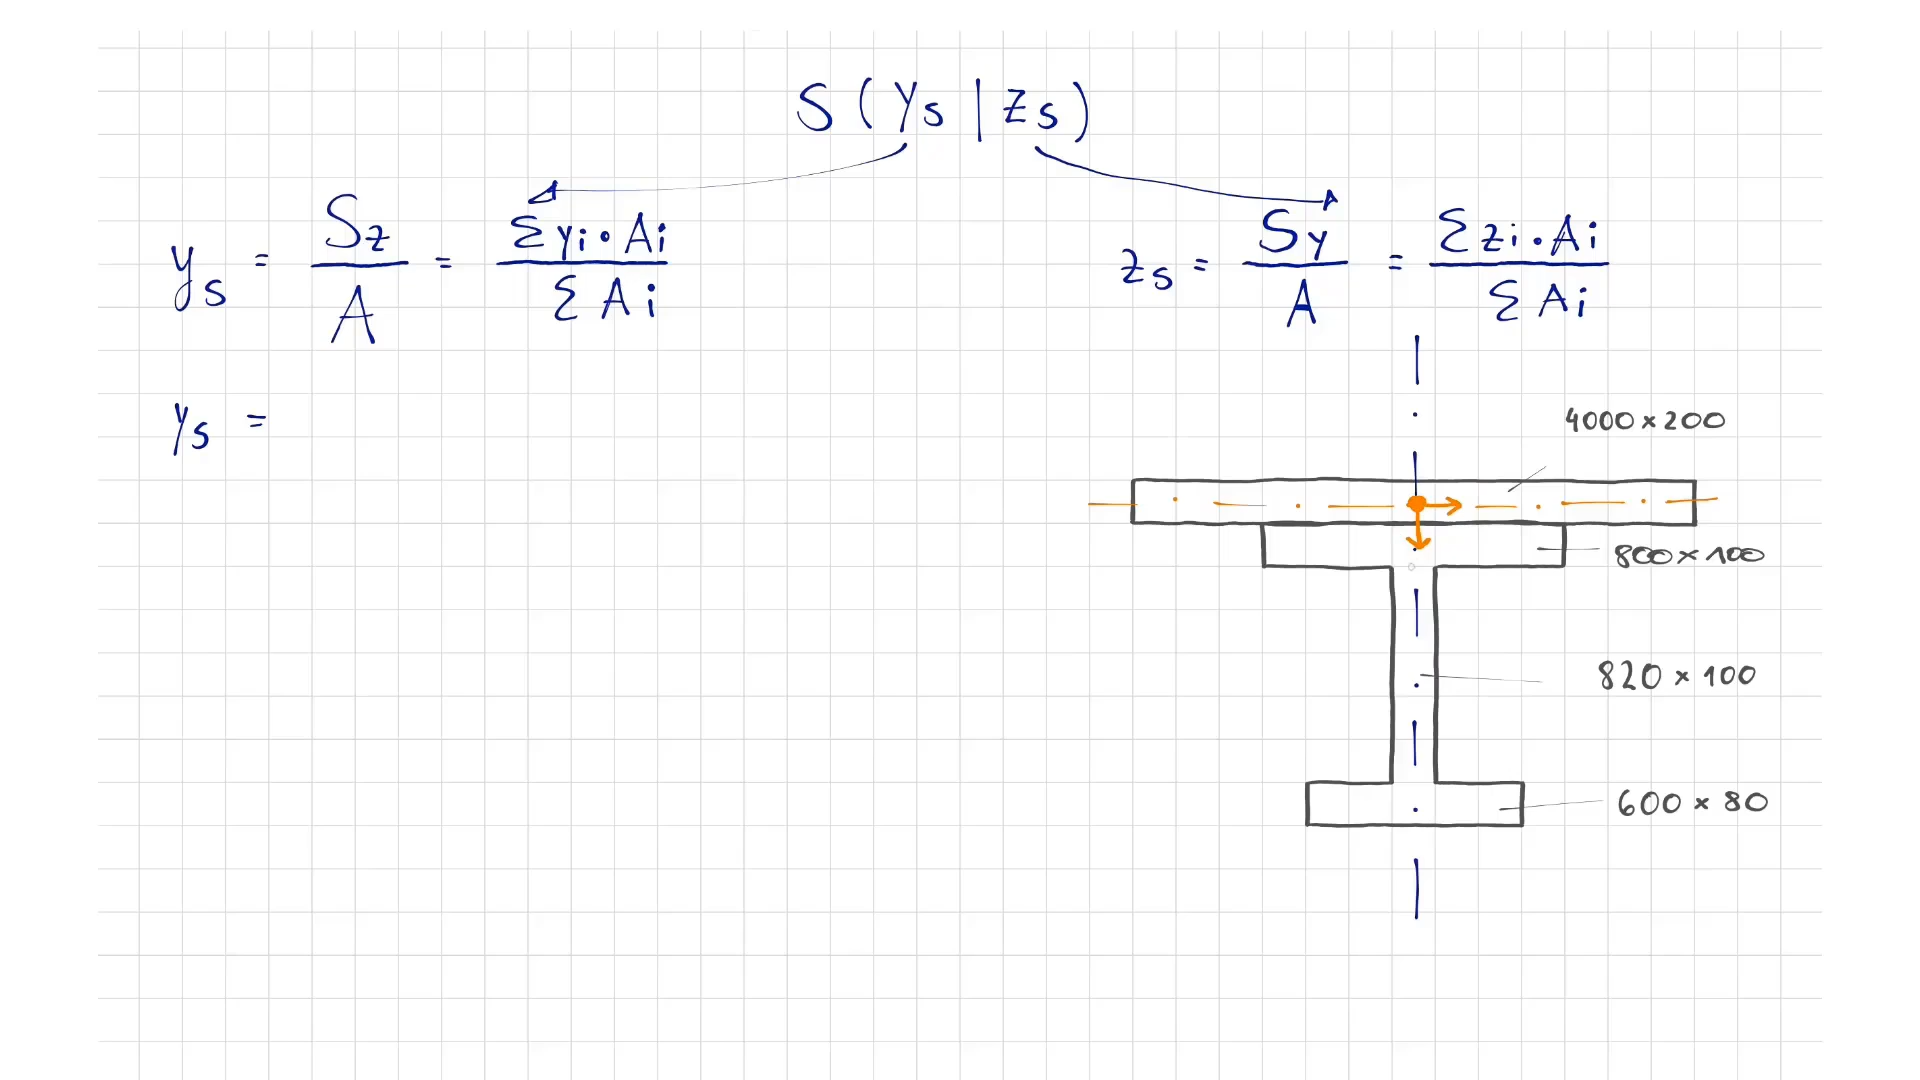 S ( ys | zs )
ys = Sz / A = Σ yi · Ai / Σ Ai
zs = Sy / A = Σ zi · Ai / Σ Ai
ys =
4000 x 200
800 x 100
820 x 100
600 x 80